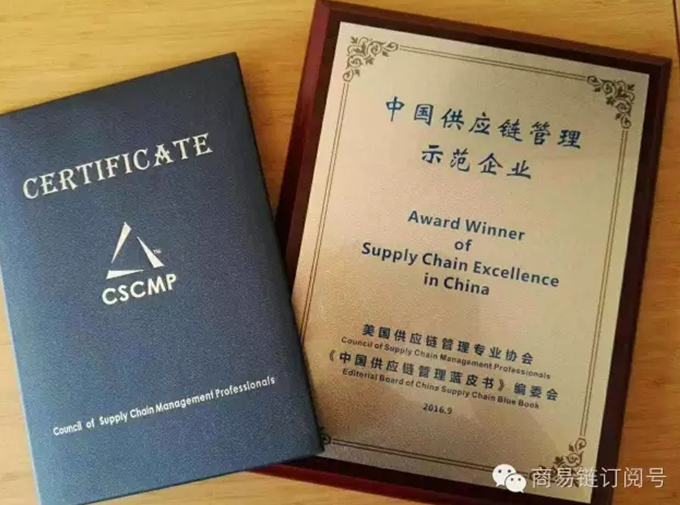 CERTIFICATE
TM
CSCMP
Council of Supply Chain Management Professionals
中国供应链管理
示范企业
Award Winner
of
Supply Chain Excellence
in China
美国供应链管理专业协会
Council of Supply Chain Management Professionals
《中国供应链管理蓝皮书》编委会
Editorial Board of China Supply Chain Blue Book
2016.9
商易链订阅号